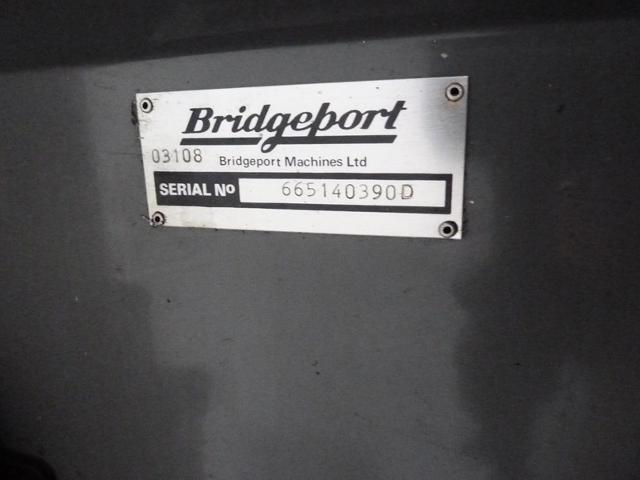 Bridgeport
03108 Bridgeport Machines Ltd
SERIAL No 665140390D